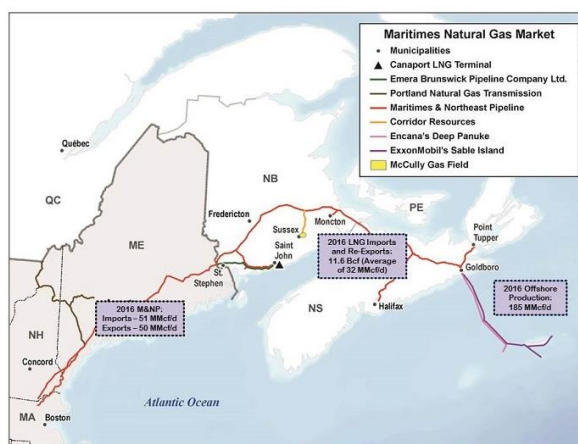 Maritimes Natural Gas Market
Municipalities
Canaport LNG Terminal
Emera Brunswick Pipeline Company Ltd.
Portland Natural Gas Transmission
Maritimes & Northeast Pipeline
Corridor Resources
Encana's Deep Panuke
ExxonMobil's Sable Island
McCully Gas Field
Québec
QC
NB
PE
ME
Fredericton
Moncton
Sussex
Saint
John
St.
Stephen
Point
Tupper
Goldboro
2016 LNG Imports
and Re-Exports:
11.6 Bcf (Average
of 32 MMcf/d)
2016 Offshore
Production:
185 MMcf/d
NS
Halifax
2016 M&NP:
Imports – 51 MMcf/d
Exports – 50 MMcf/d
NH
Concord
MA
Boston
Atlantic Ocean